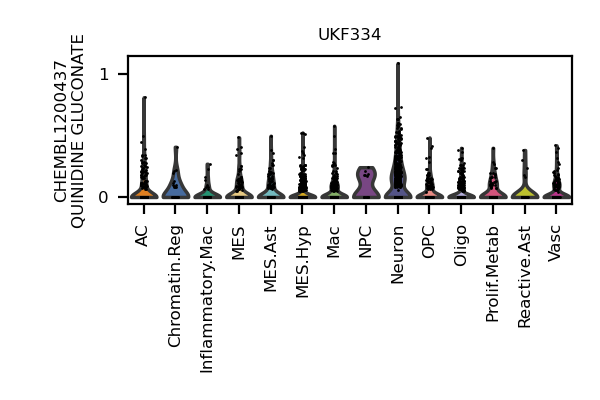 UKF334
CHEMBL1200437
QUINIDINE GLUCONATE
1
0
AC
Chromatin.Reg
Inflammatory.Mac
MES
MES.Ast
MES.Hyp
Mac
NPC
Neuron
OPC
Oligo
Prolif.Metab
Reactive.Ast
Vasc